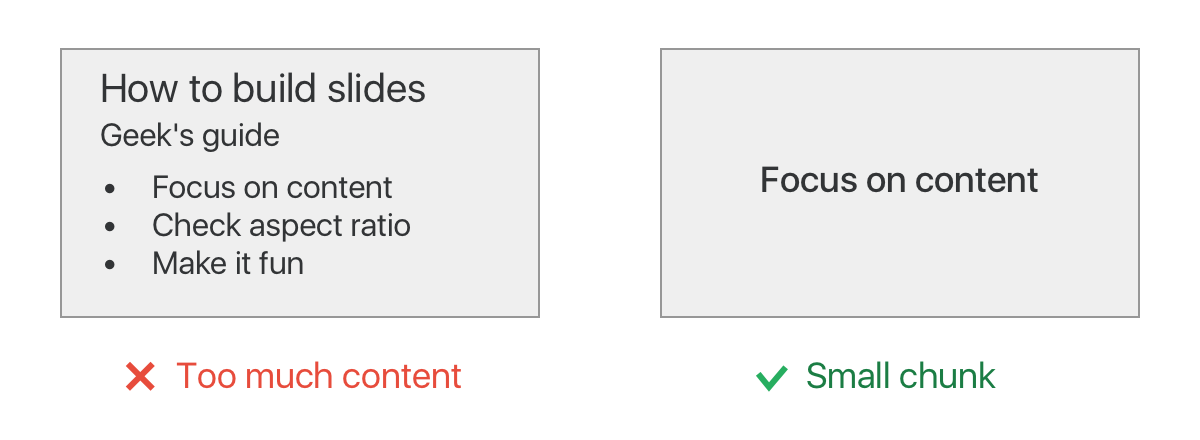 How to build slides
Geek's guide
• Focus on content
• Check aspect ratio
• Make it fun
Too much content
Focus on content
Small chunk